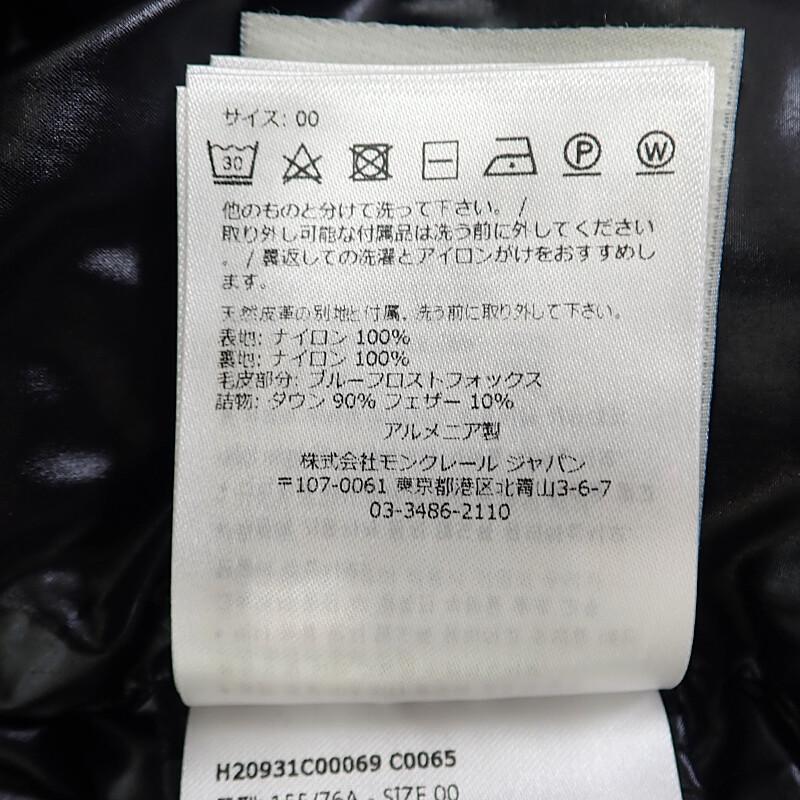 サイズ: 00
30
P
W
他のものと分けて洗って下さい。 /
取り外し可能な付属品は洗う前に外してください
。 / 裏返しての洗濯とアイロンがけをおすすめし
ます。
天然皮革の別地と付属、洗う前に取り外して下さい。
表地: ナイロン 100%
裏地: ナイロン 100%
毛皮部分: ブルーフロストフォックス
詰物: ダウン 90% フェザー 10%
アルメニア製
株式会社モンクレール ジャパン
〒107-0061 東京都港区北青山3-6-7
03-3486-2110
H20931C00069 C0065
155/76A - SIZE 00